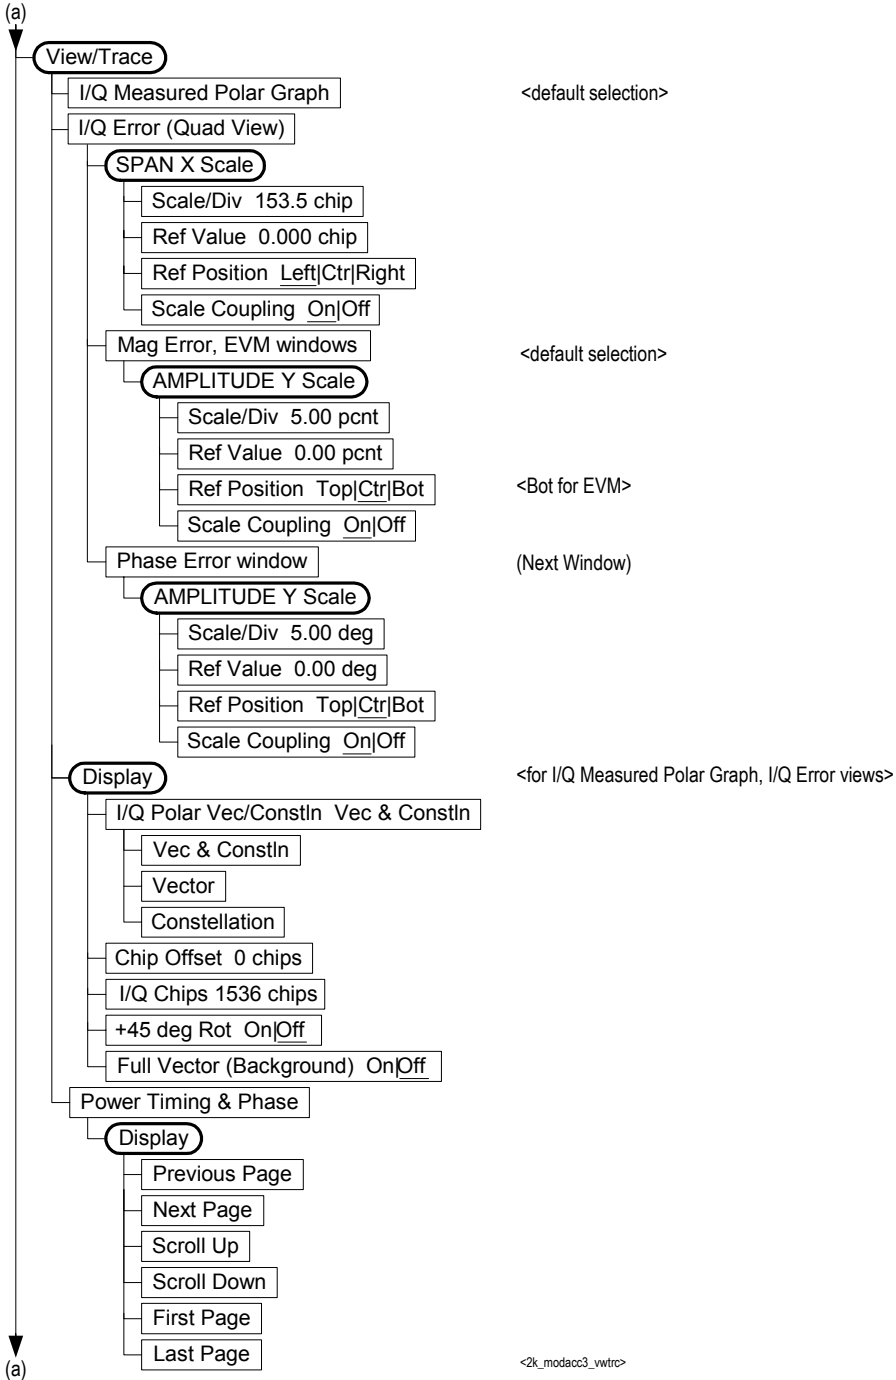 (a)
View/Trace
I/Q Measured Polar Graph <default selection>
I/Q Error (Quad View)
SPAN X Scale
Scale/Div 153.5 chip
Ref Value 0.000 chip
Ref Position Left|Ctr|Right
Scale Coupling On|Off
Mag Error, EVM windows <default selection>
AMPLITUDE Y Scale
Scale/Div 5.00 pcnt
Ref Value 0.00 pcnt
Ref Position Top|Ctr|Bot <Bot for EVM>
Scale Coupling On|Off
Phase Error window (Next Window)
AMPLITUDE Y Scale
Scale/Div 5.00 deg
Ref Value 0.00 deg
Ref Position Top|Ctr|Bot
Scale Coupling On|Off
Display <for I/Q Measured Polar Graph, I/Q Error views>
I/Q Polar Vec/Constln Vec & Constln
Vec & Constln
Vector
Constellation
Chip Offset 0 chips
I/Q Chips 1536 chips
+45 deg Rot On|Off
Full Vector (Background) On|Off
Power Timing & Phase
Display
Previous Page
Next Page
Scroll Up
Scroll Down
First Page
Last Page <2k_modacc3_vwtrc>
(a)